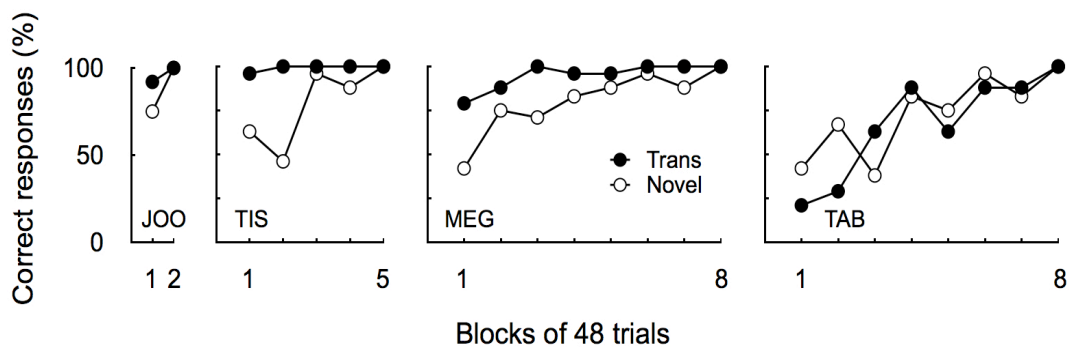 Correct responses (%)
100
50
0
JOO
TIS
MEG
TAB
Trans
Novel
1 2
1 5
1 8
1 8
Blocks of 48 trials